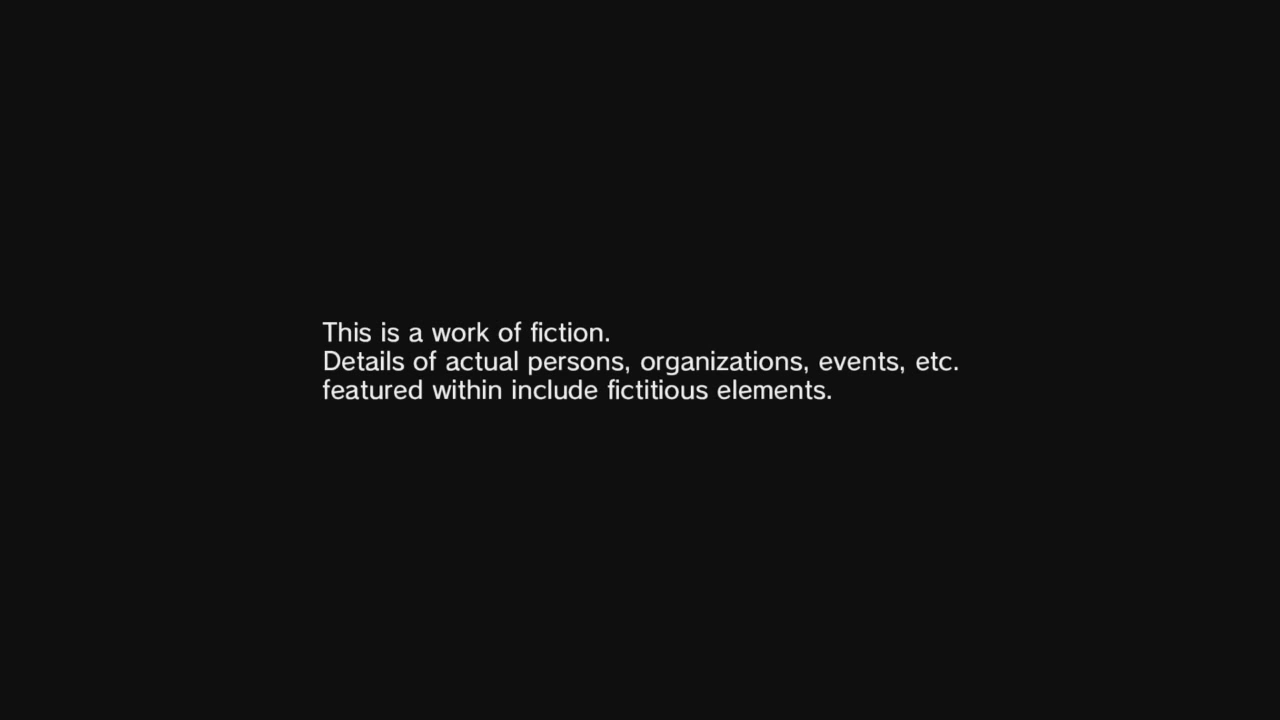 This is a work of fiction.
Details of actual persons, organizations, events, etc.
featured within include fictitious elements.